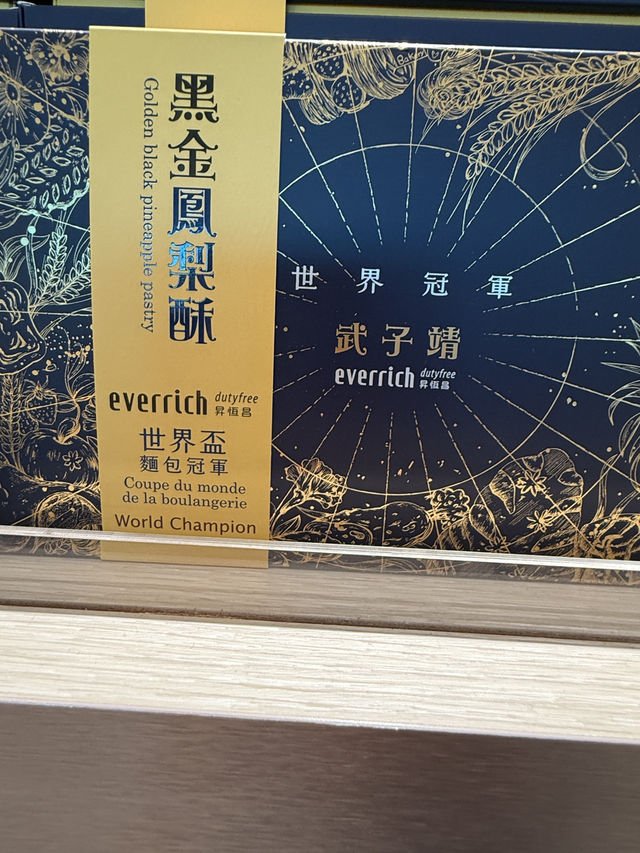 黑金鳳梨酥
Golden black pineapple pastry
everrich dutyfree
昇恆昌
世界盃
麵包冠軍
Coupe du monde
de la boulangerie
World Champion
世界冠軍
武子靖
everrich dutyfree
昇恆昌